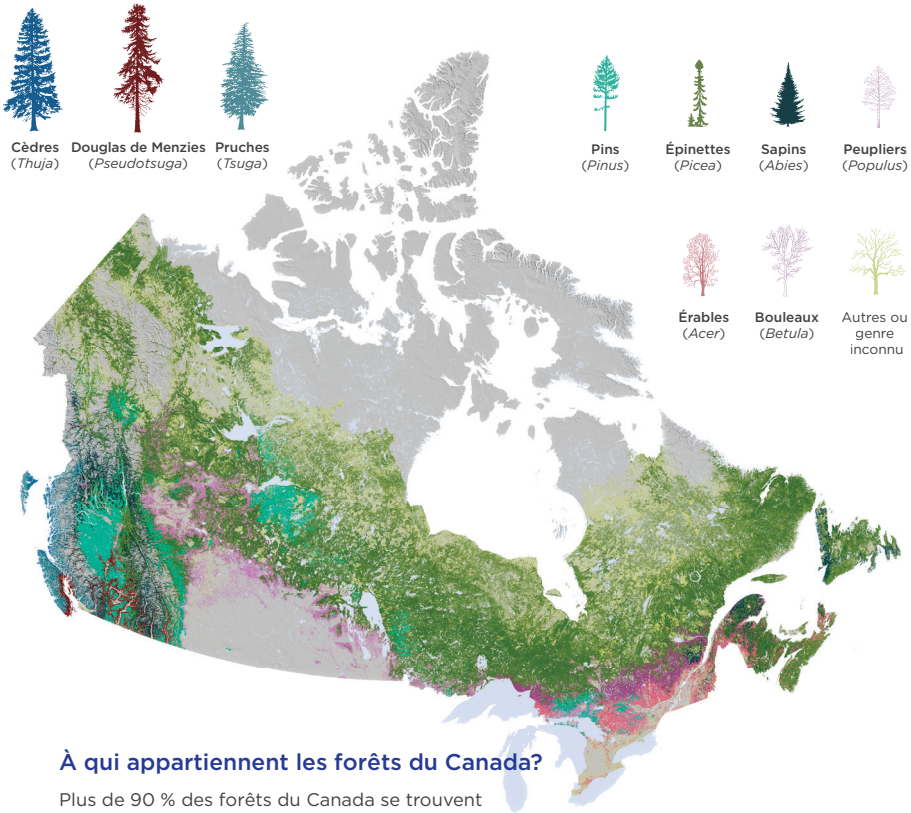 Cèdres
(Thuja)
Douglas de Menzies
(Pseudotsuga)
Pruches
(Tsuga)
Pins
(Pinus)
Épinettes
(Picea)
Sapins
(Abies)
Peupliers
(Populus)
Érables
(Acer)
Bouleaux
(Betula)
Autres ou
genre
inconnu
À qui appartiennent les forêts du Canada?
Plus de 90 % des forêts du Canada se trouvent